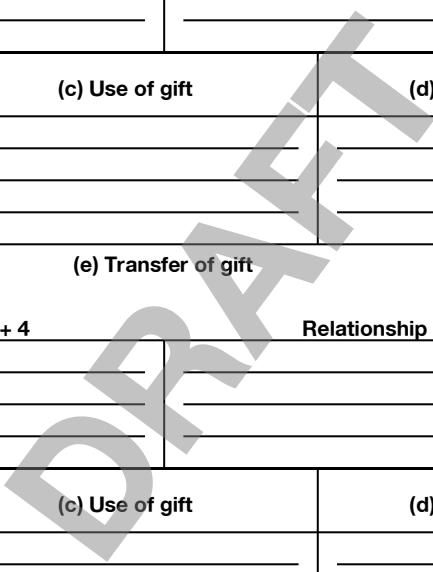 (c) Use of gift (d)
(e) Transfer of gift
+ 4 Relationship
(c) Use of gift (d)
DRAFT